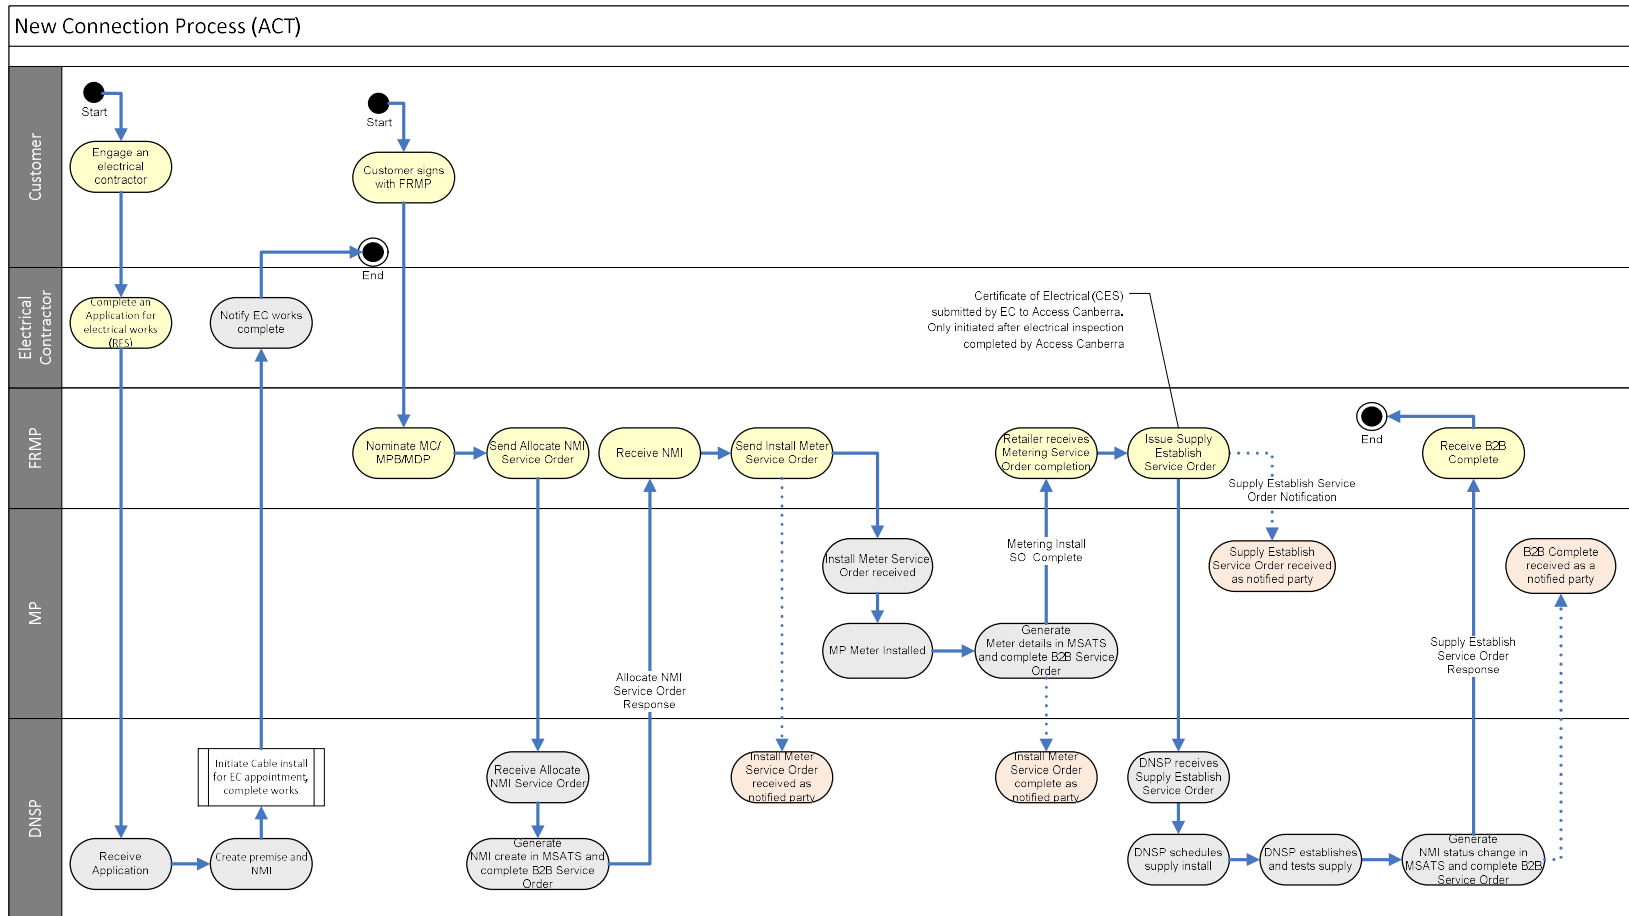 New Connection Process (ACT)
Customer
Start
Engage an
electrical
contractor
Start
Customer signs
with FRMP
End
Electrical
Contractor
Complete an
Application for
electrical works
(RES)
Notify EC works
complete
Certificate of Electrical (CES)
submitted by EC to Access Canberra.
Only initiated after electrical inspection
completed by Access Canberra
FRMP
Nominate MC/
MPB/MDP
Send Allocate NMI
Service Order
Receive NMI
Send Install Meter
Service Order
Retailer receives
Metering Service
Order completion
Issue Supply
Establish
Service Order
Supply Establish Service
Order Notification
End
Receive B2B
Complete
MP
Install Meter Service
Order received
MP Meter Installed
Metering Install
SO Complete
Generate
Meter details in MSATS
and complete B2B Service
Order
Supply Establish
Service Order received
as notified party
B2B Complete
received as a
notified party
Allocate NMI
Service Order
Response
Supply Establish
Service Order
Response
DNSP
Receive
Application
Initiate Cable install
for EC appointment,
complete works
Create premise and
NMI
Receive Allocate
NMI Service Order
Generate
NMI create in MSATS and
complete B2B Service
Order
Install Meter
Service Order
received as
notified party
Install Meter
Service Order
complete as
notified party
DNSP receives
Supply Establish
Service Order
DNSP schedules
supply install
DNSP establishes
and tests supply
Generate
NMI status change in
MSATS and complete B2B
Service Order